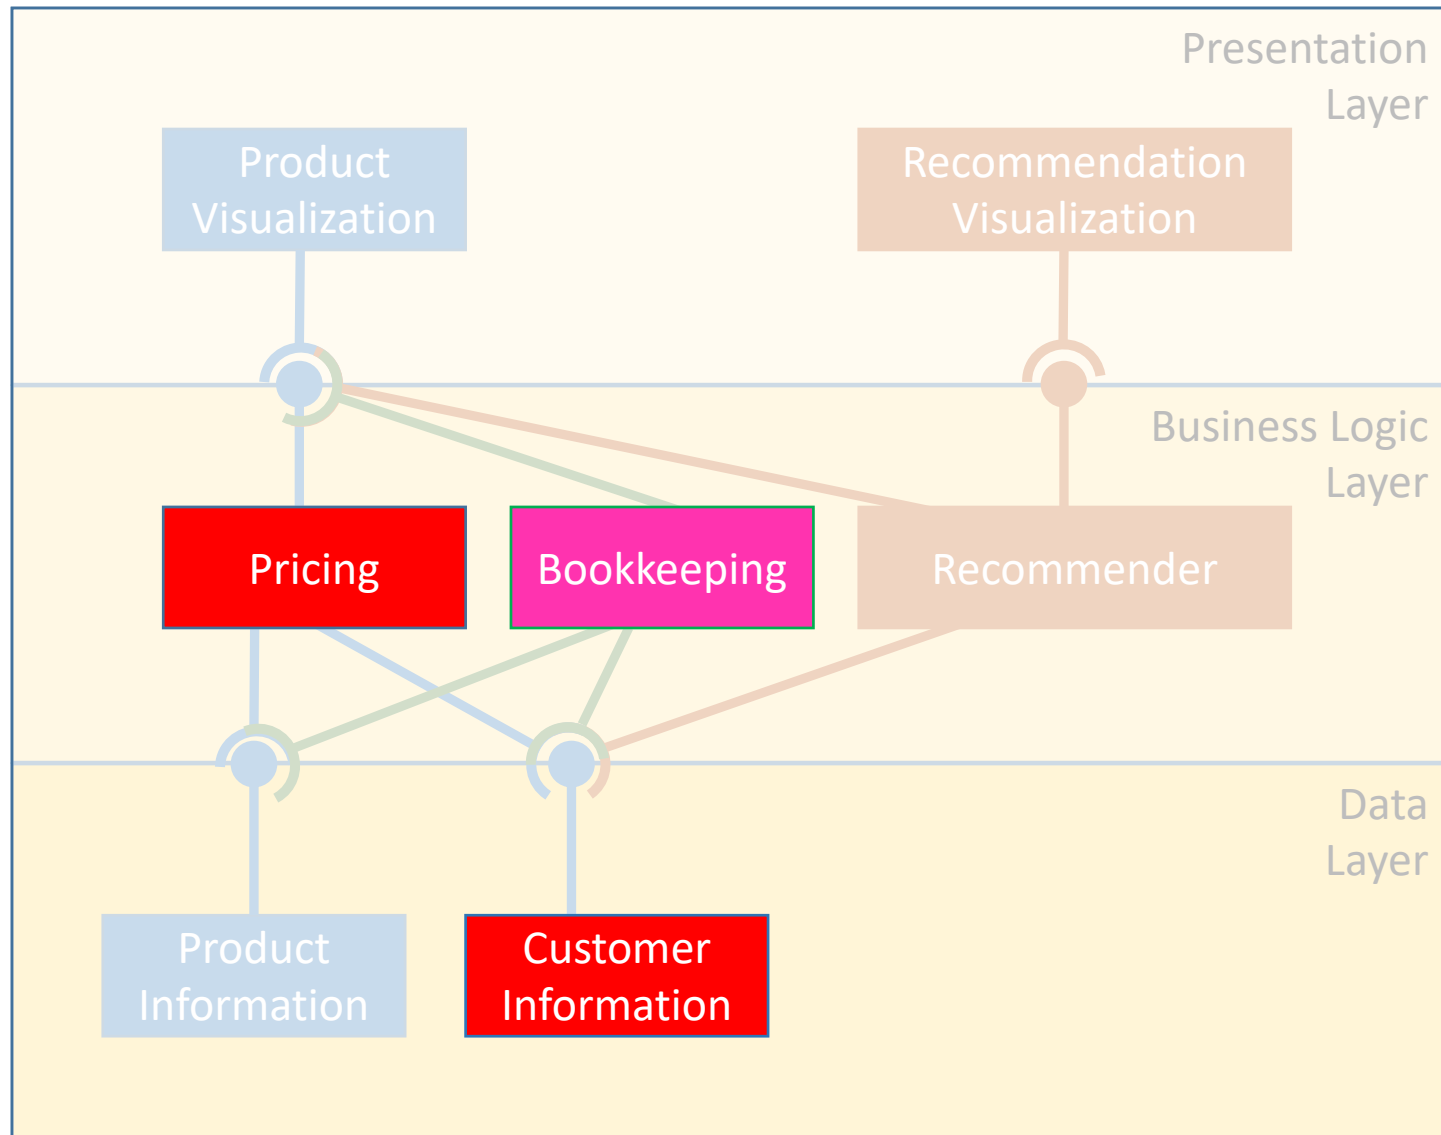 Presentation
Layer
Product
Visualization
Recommendation
Visualization
Business Logic
Layer
Pricing
Bookkeeping
Recommender
Data
Layer
Product
Information
Customer
Information